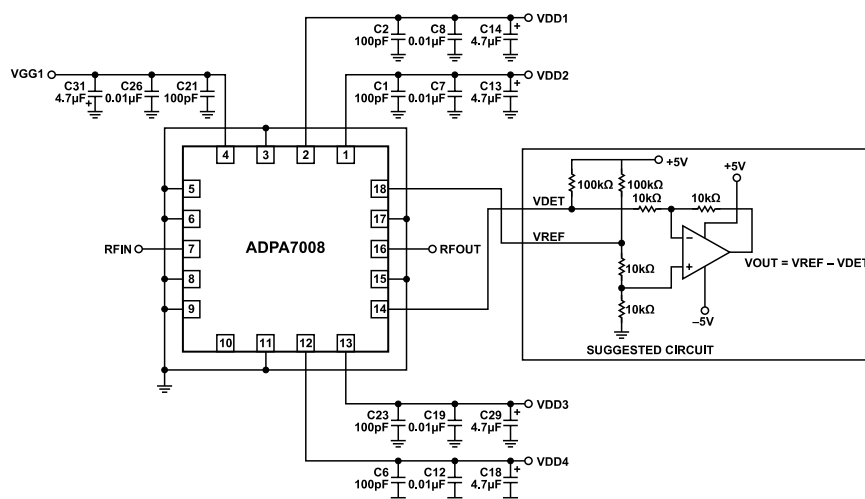 C2
100pF
C8
0.01µF
C14
4.7µF
+
VDD1
VGG1
C31
4.7µF
+
C26
0.01µF
C21
100pF
C1
100pF
C7
0.01µF
C13
4.7µF
+
VDD2
4
3
2
1
5
6
RFIN
7
8
9
ADPA7008
18
17
16
RFOUT
15
14
10
11
12
13
+5V
+5V
100kΩ
100kΩ
VDET
10kΩ
10kΩ
VREF
–
+
10kΩ
10kΩ
VOUT = VREF – VDET
–5V
SUGGESTED CIRCUIT
C23
100pF
C19
0.01µF
C29
4.7µF
+
VDD3
C6
100pF
C12
0.01µF
C18
4.7µF
+
VDD4